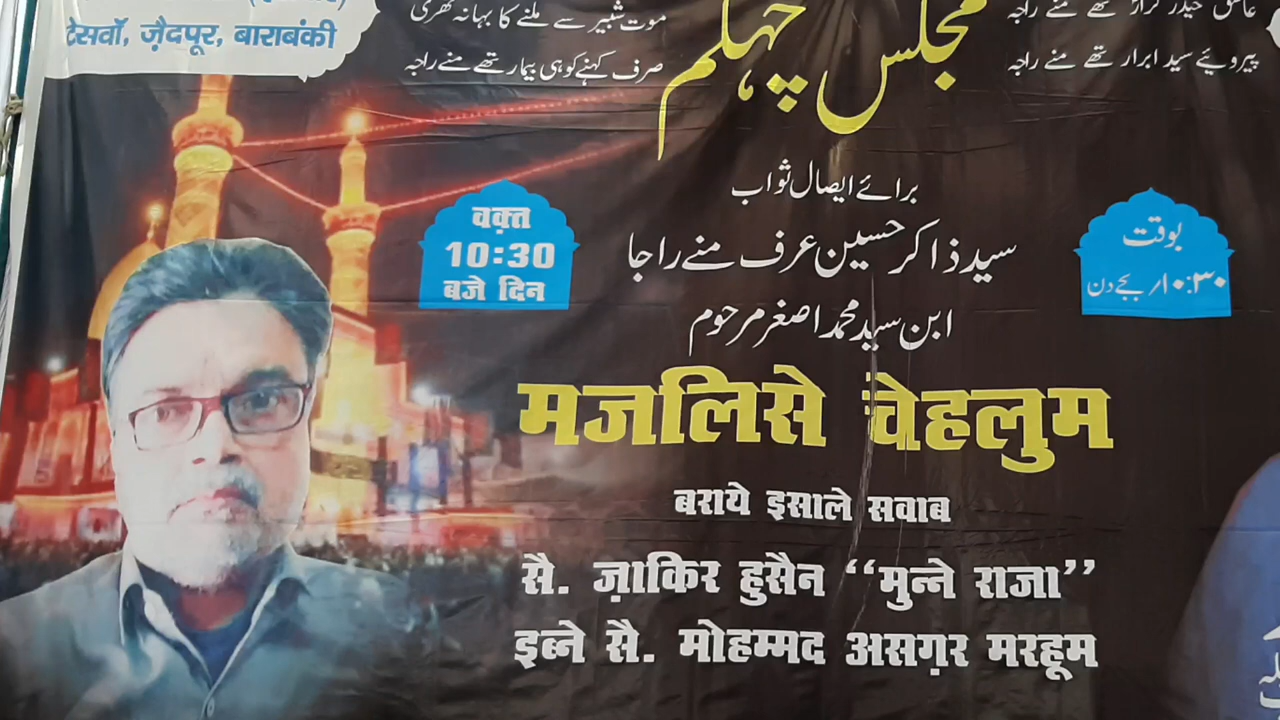 टेसवॉ, ज़ैदपूर, बाराबंकी
موت شبیر سے ملنے کا بہانہ ٹھری
صرف کہنے کو ہی بیمار تھے منے راجہ
مجلس چہلم
عاشق حیدر کرار تھے منے راجہ
پیروئے سید ابرار تھے منے راجہ
برائے ایصال ثواب
سید ذاکر حسین عرف منے راجا
ابن سید محمد اصغر مرحوم
वक़्त
10:30
बजे दिन
بوقت
۱۰:۳۰؍ بجے دن
मजलिसे चेहलुम
बराये इसाले सवाब
सै. ज़ाकिर हुसैन “मुन्ने राजा”
इब्ने सै. मोहम्मद असग़र मरहूम